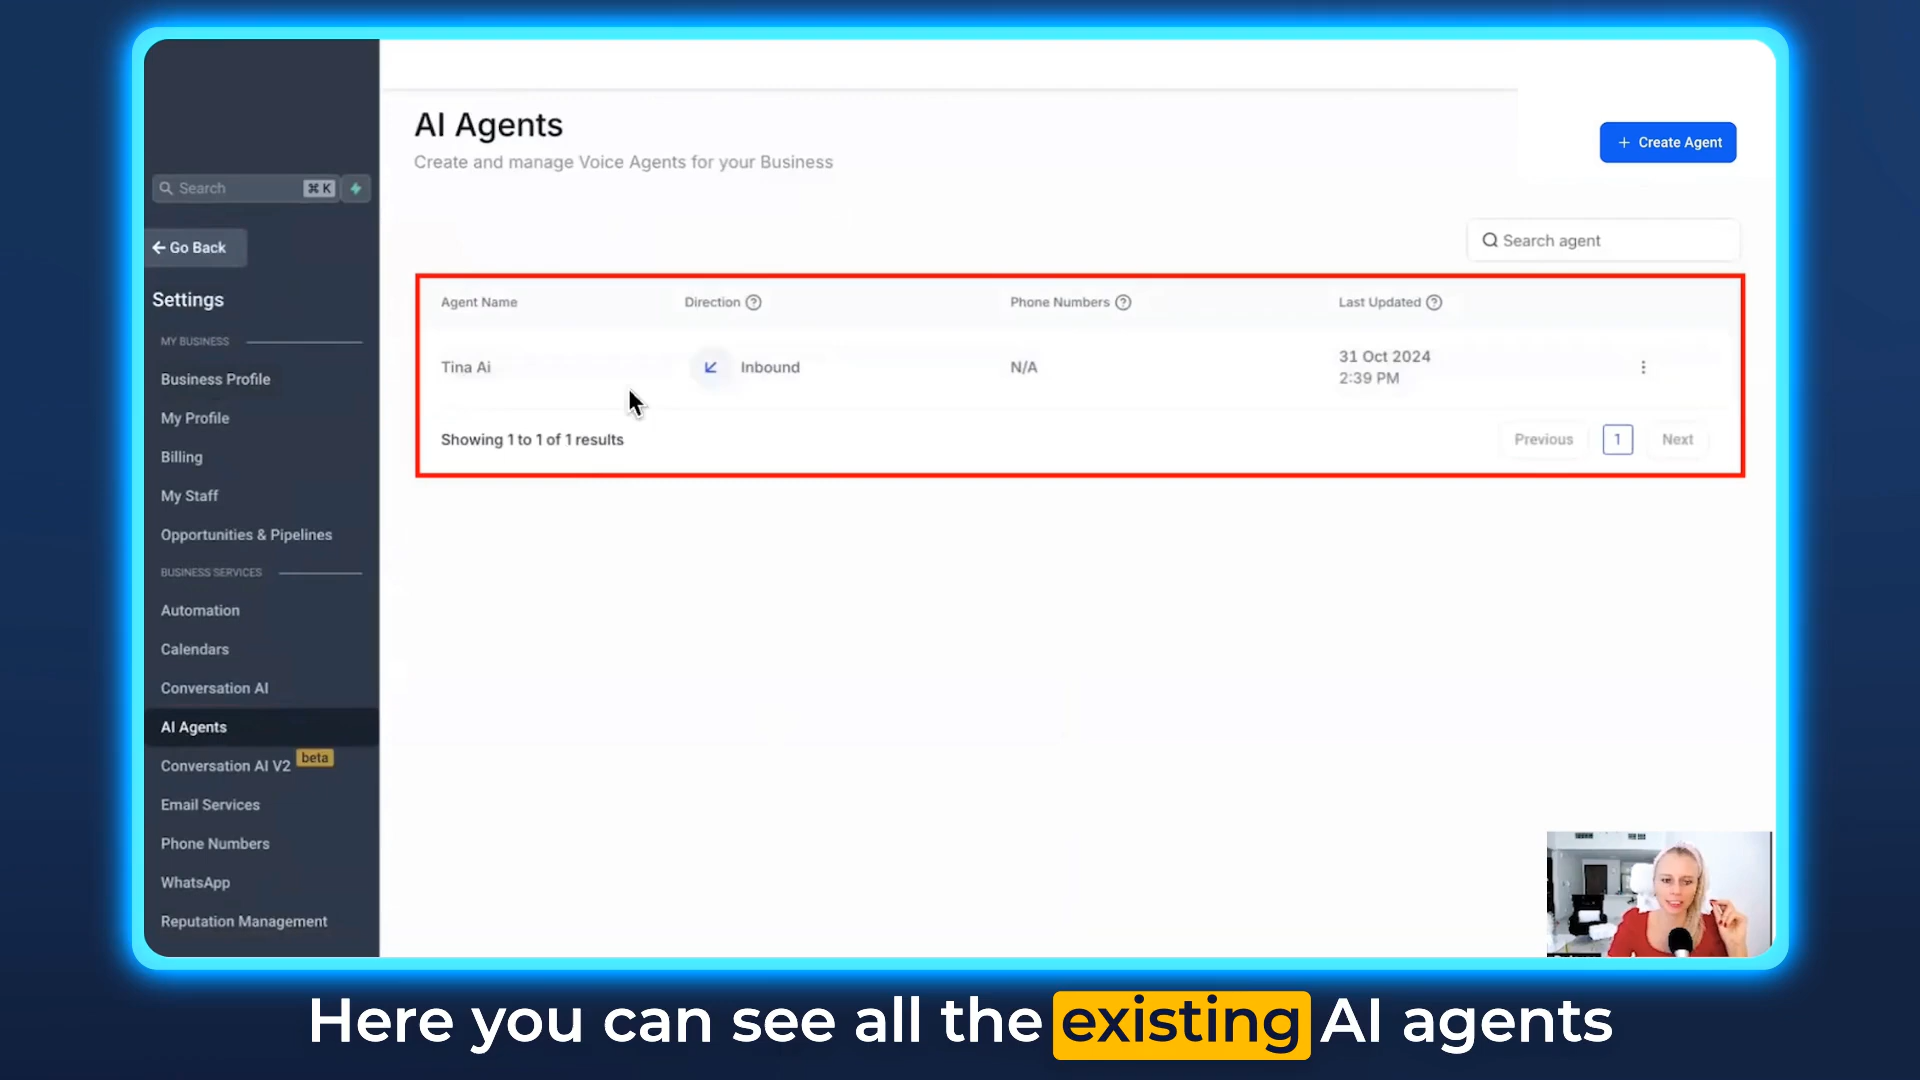 Search ⌘ K
← Go Back
Settings
MY BUSINESS
Business Profile
My Profile
Billing
My Staff
Opportunities & Pipelines
BUSINESS SERVICES
Automation
Calendars
Conversation AI
AI Agents
Conversation AI V2 beta
Email Services
Phone Numbers
WhatsApp
Reputation Management
AI Agents
Create and manage Voice Agents for your Business
+ Create Agent
Search agent
Agent Name Direction Phone Numbers Last Updated
Tina Ai Inbound N/A 31 Oct 2024
2:39 PM
Showing 1 to 1 of 1 results Previous 1 Next
Here you can see all the existing AI agents